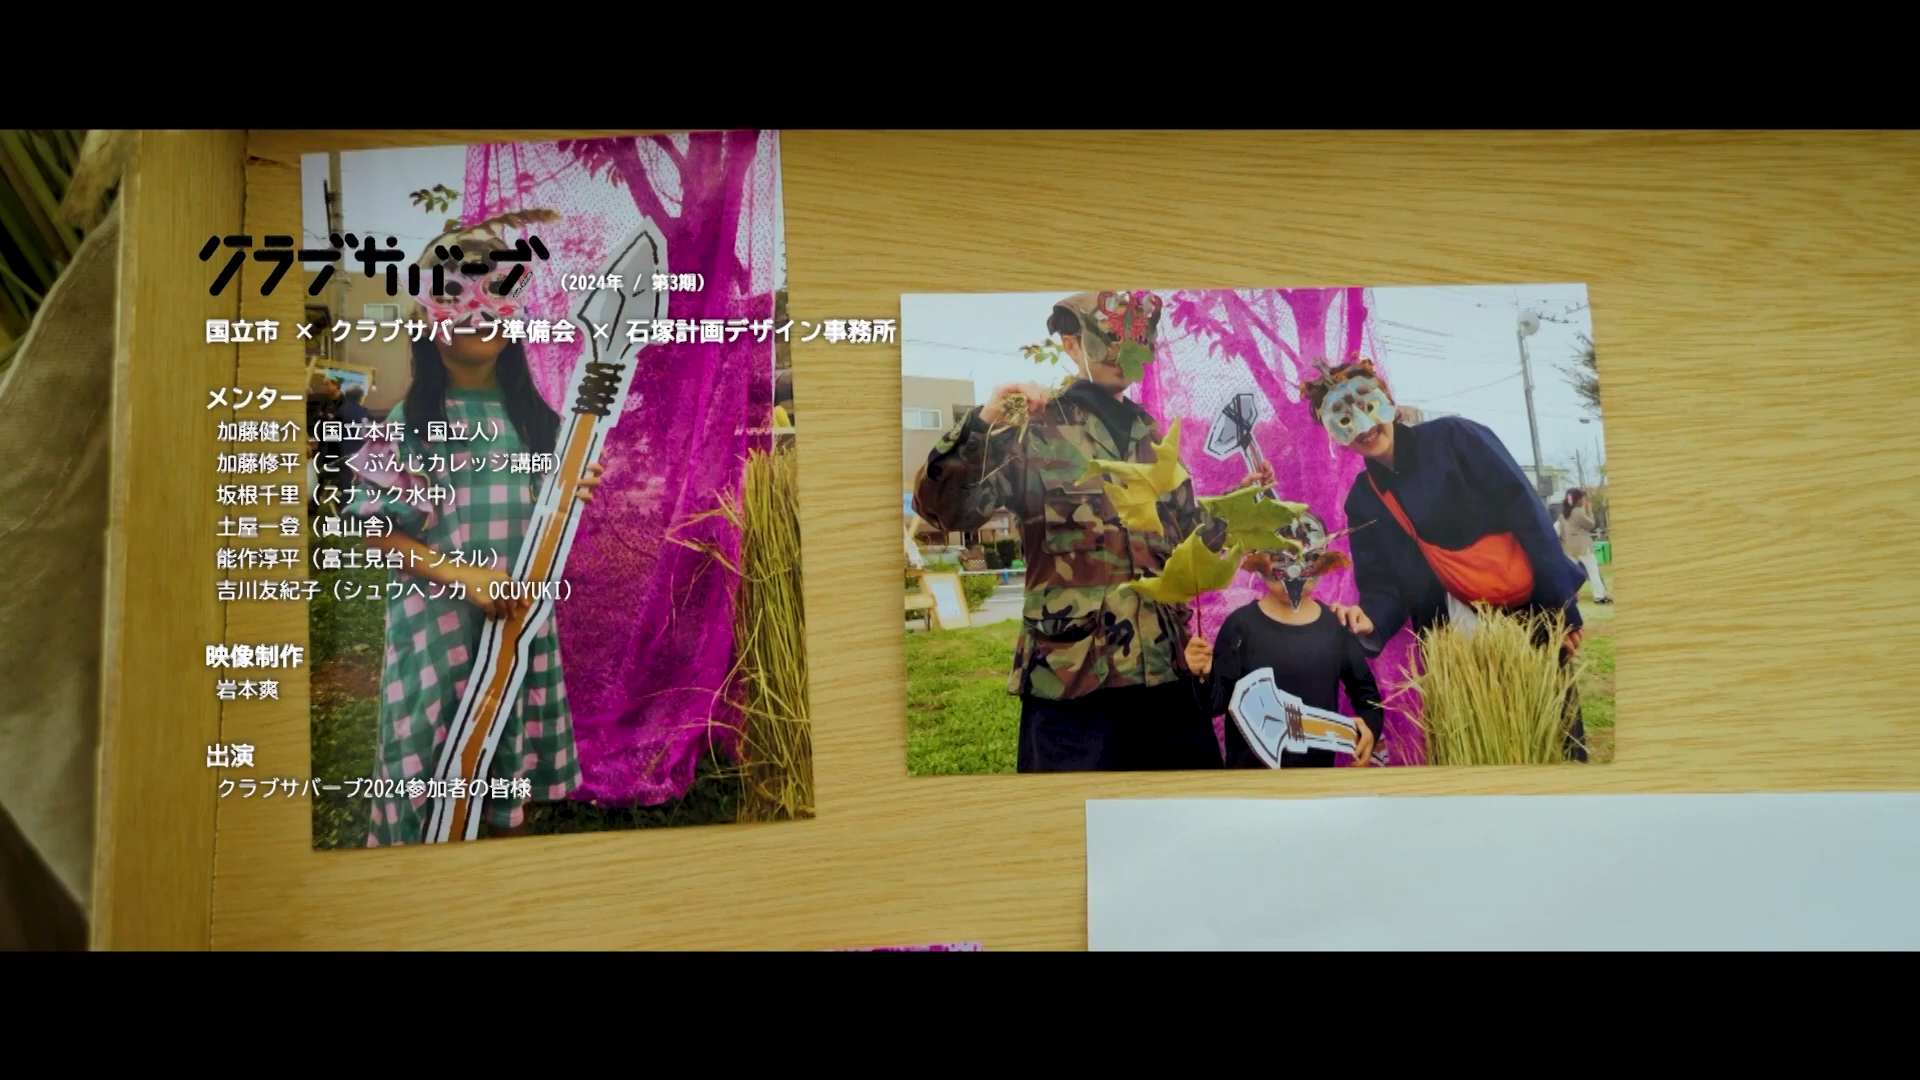 クラブサバーブ (2024年 / 第3期)
国立市 × クラブサバーブ準備会 × 石塚計画デザイン事務所
メンター
加藤健介（国立本店・国立人）
加藤修平（こくぶんじカレッジ講師）
坂根千里（スナック水中）
土屋一登（眞山舎）
能作淳平（富士見台トンネル）
吉川友紀子（シュウヘンカ・OCUYUKI）
映像制作
岩本爽
出演
クラブサバーブ2024参加者の皆様